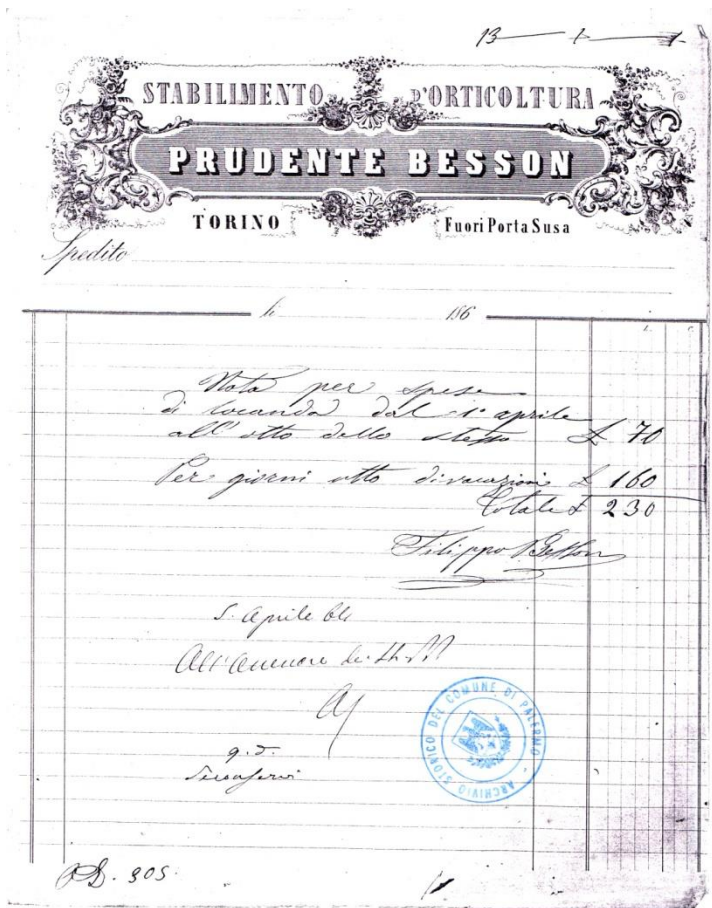 13
STABILIMENTO D'ORTICOLTURA
PRUDENTE BESSON
TORINO Fuori Porta Susa
Spedito
li 186
Nota per spese
di locanda dal 1° aprile
all'otto dello stesso £ 70
Per giorni otto di vacazioni £ 160
Totale £ 230
Filippo Besson
Aprile
ARCHIVIO STORICO DEL COMUNE DI PALERMO
305.